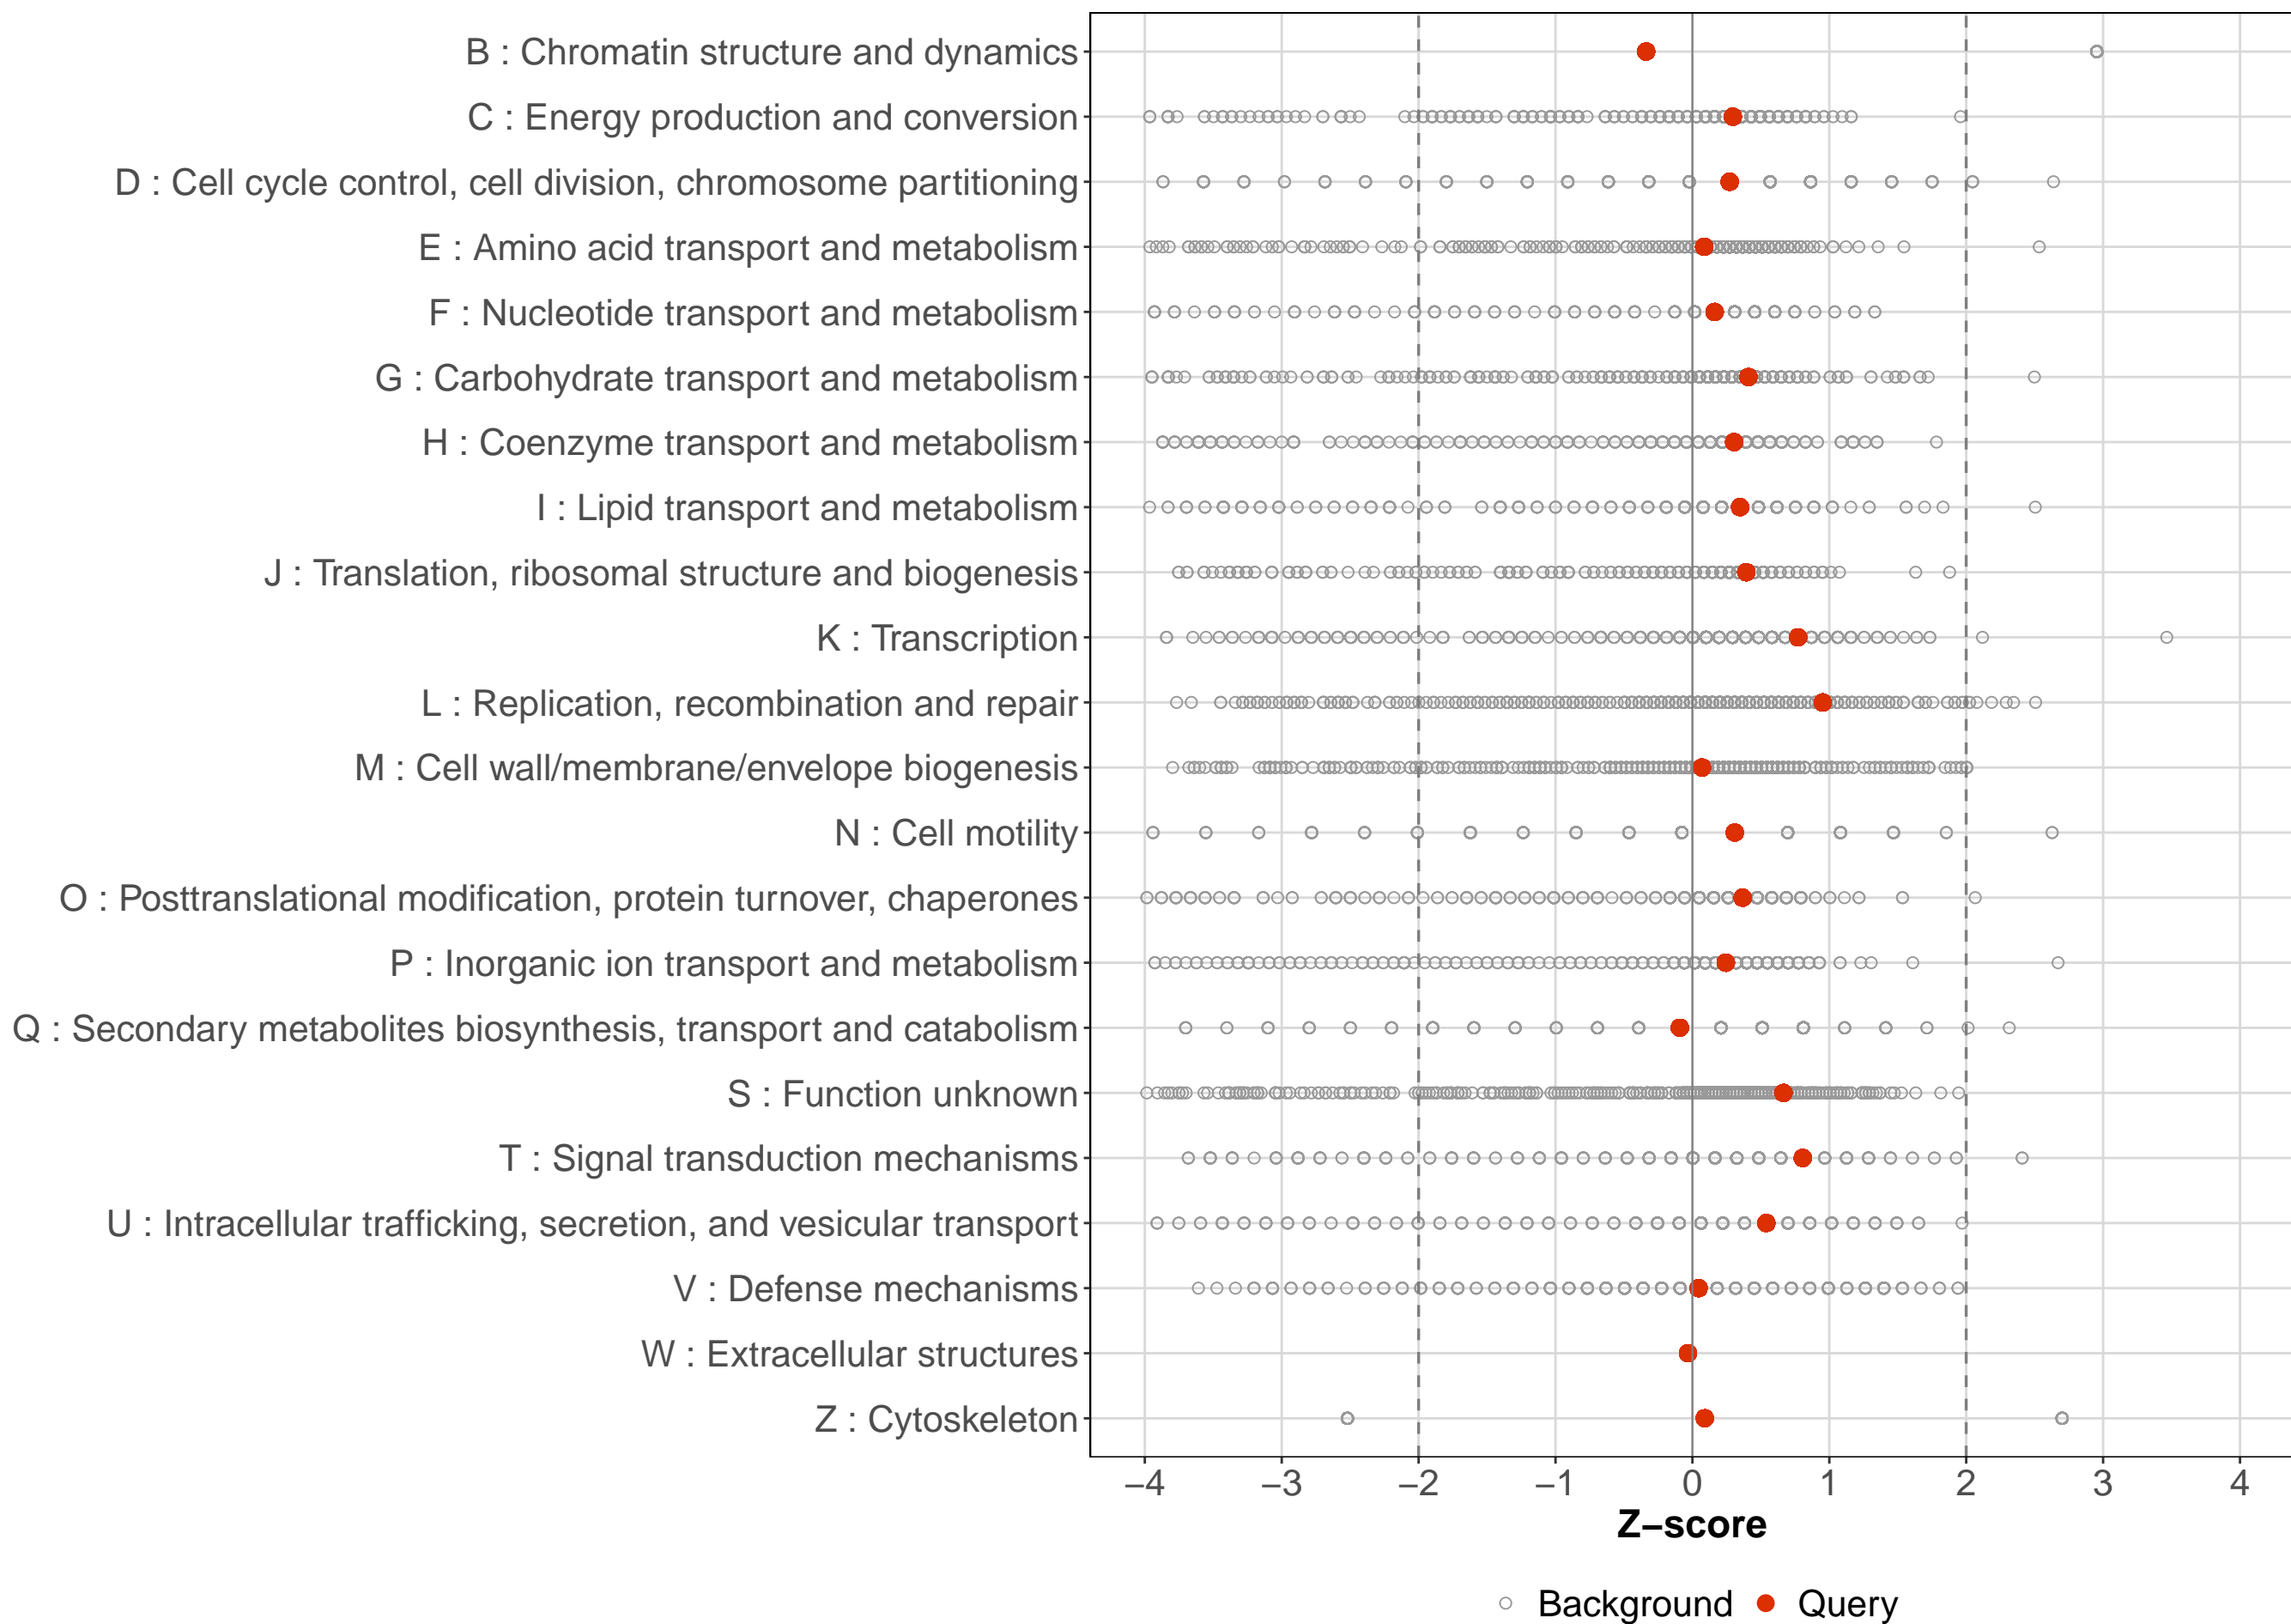 B : Chromatin structure and dynamics
C : Energy production and conversion
D : Cell cycle control, cell division, chromosome partitioning
E : Amino acid transport and metabolism
F : Nucleotide transport and metabolism
G : Carbohydrate transport and metabolism
H : Coenzyme transport and metabolism
I : Lipid transport and metabolism
J : Translation, ribosomal structure and biogenesis
K : Transcription
L : Replication, recombination and repair
M : Cell wall/membrane/envelope biogenesis
N : Cell motility
O : Posttranslational modification, protein turnover, chaperones
P : Inorganic ion transport and metabolism
Q : Secondary metabolites biosynthesis, transport and catabolism
S : Function unknown
T : Signal transduction mechanisms
U : Intracellular trafficking, secretion, and vesicular transport
V : Defense mechanisms
W : Extracellular structures
Z : Cytoskeleton
−4 −3 −2 −1 0 1 2 3 4
Z−score
Background Query